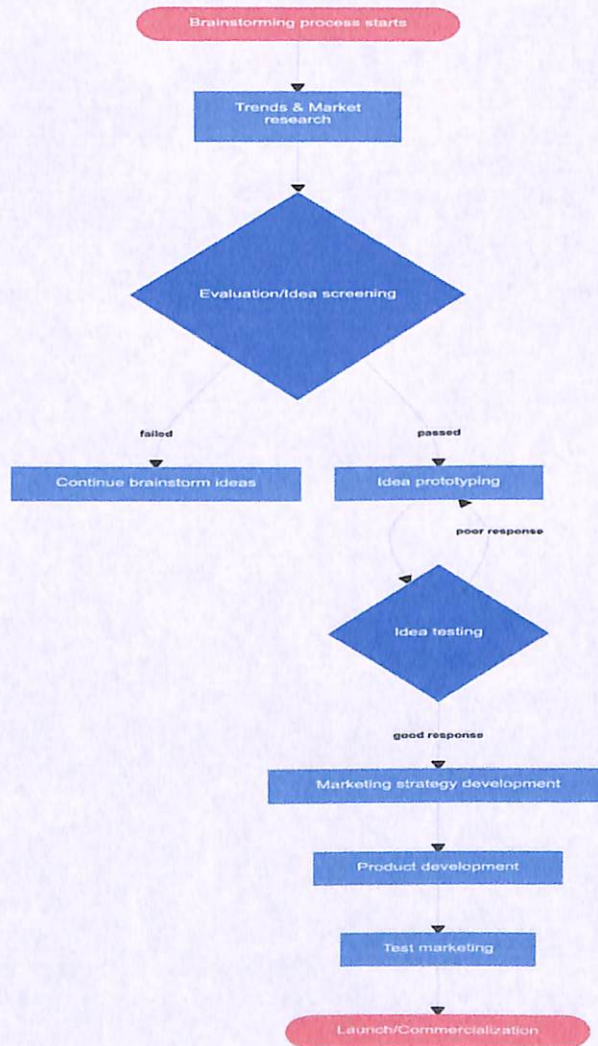 Brainstorming process starts
Trends & Market
research
Evaluation/Idea screening
failed
passed
Continue brainstorm ideas
Idea prototyping
poor response
Idea testing
good response
Marketing strategy development
Product development
Test marketing
Launch/Commercialization